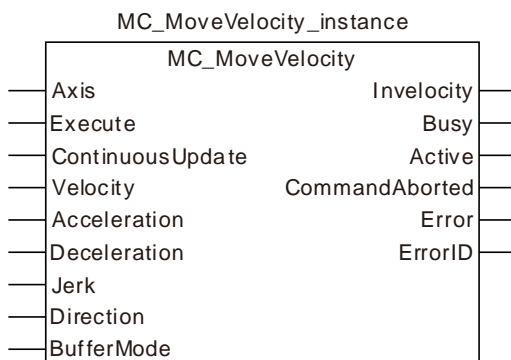 MC_MoveVelocity_instance
MC_MoveVelocity
Axis Invelocity
Execute Busy
ContinuousUpdate Active
Velocity CommandAborted
Acceleration Error
Deceleration ErrorID
Jerk
Direction
BufferMode